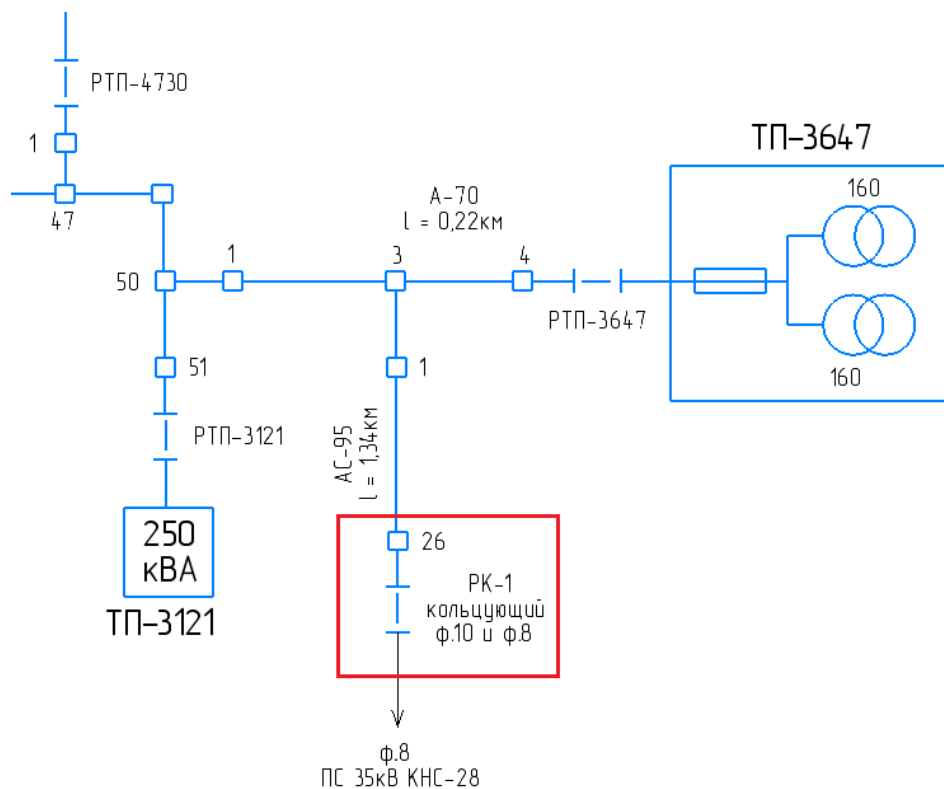 РТП-4730
1
47
ТП-3647
160
А-70
l = 0,22км
50
1
3
4
РТП-3647
160
51
1
РТП-3121
АС-95
l = 1,34км
250
кВА
ТП-3121
26
РК-1
кольцующий
ф.10 и ф.8
ф.8
ПС 35кВ КНС-28